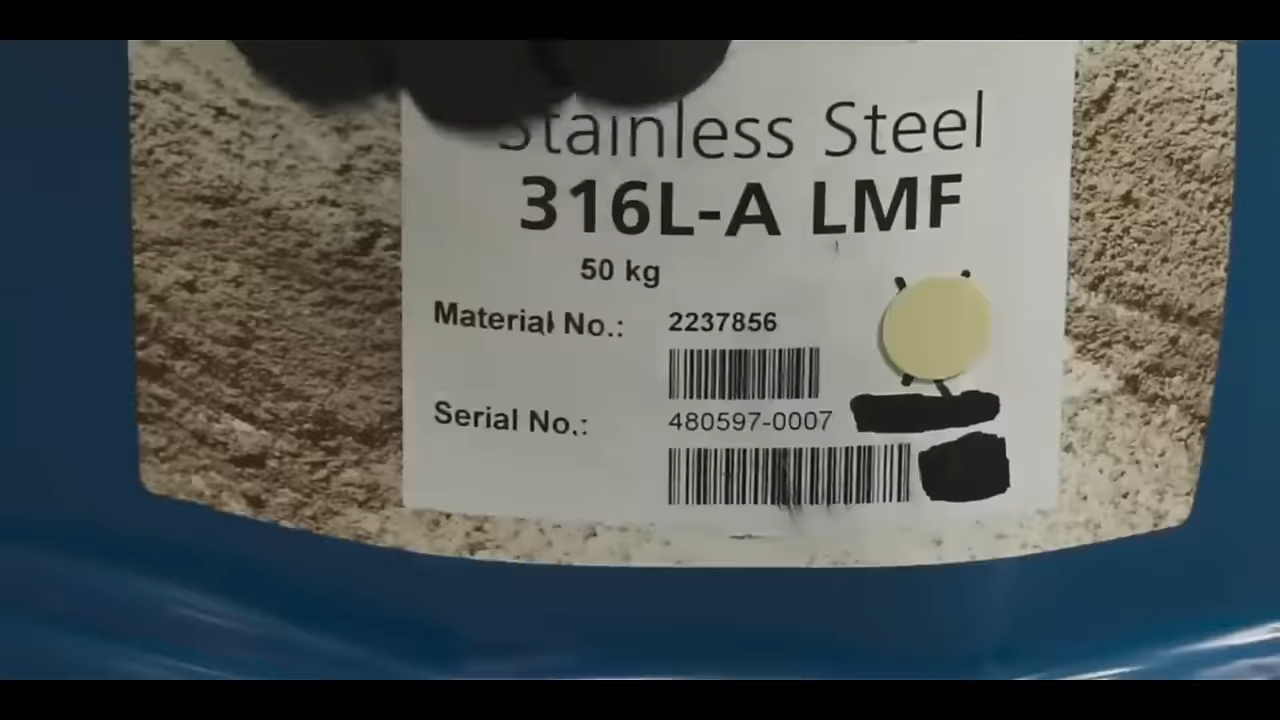 Stainless Steel
316L-A LMF
50 kg
Material No.: 2237856
Serial No.: 480597-0007